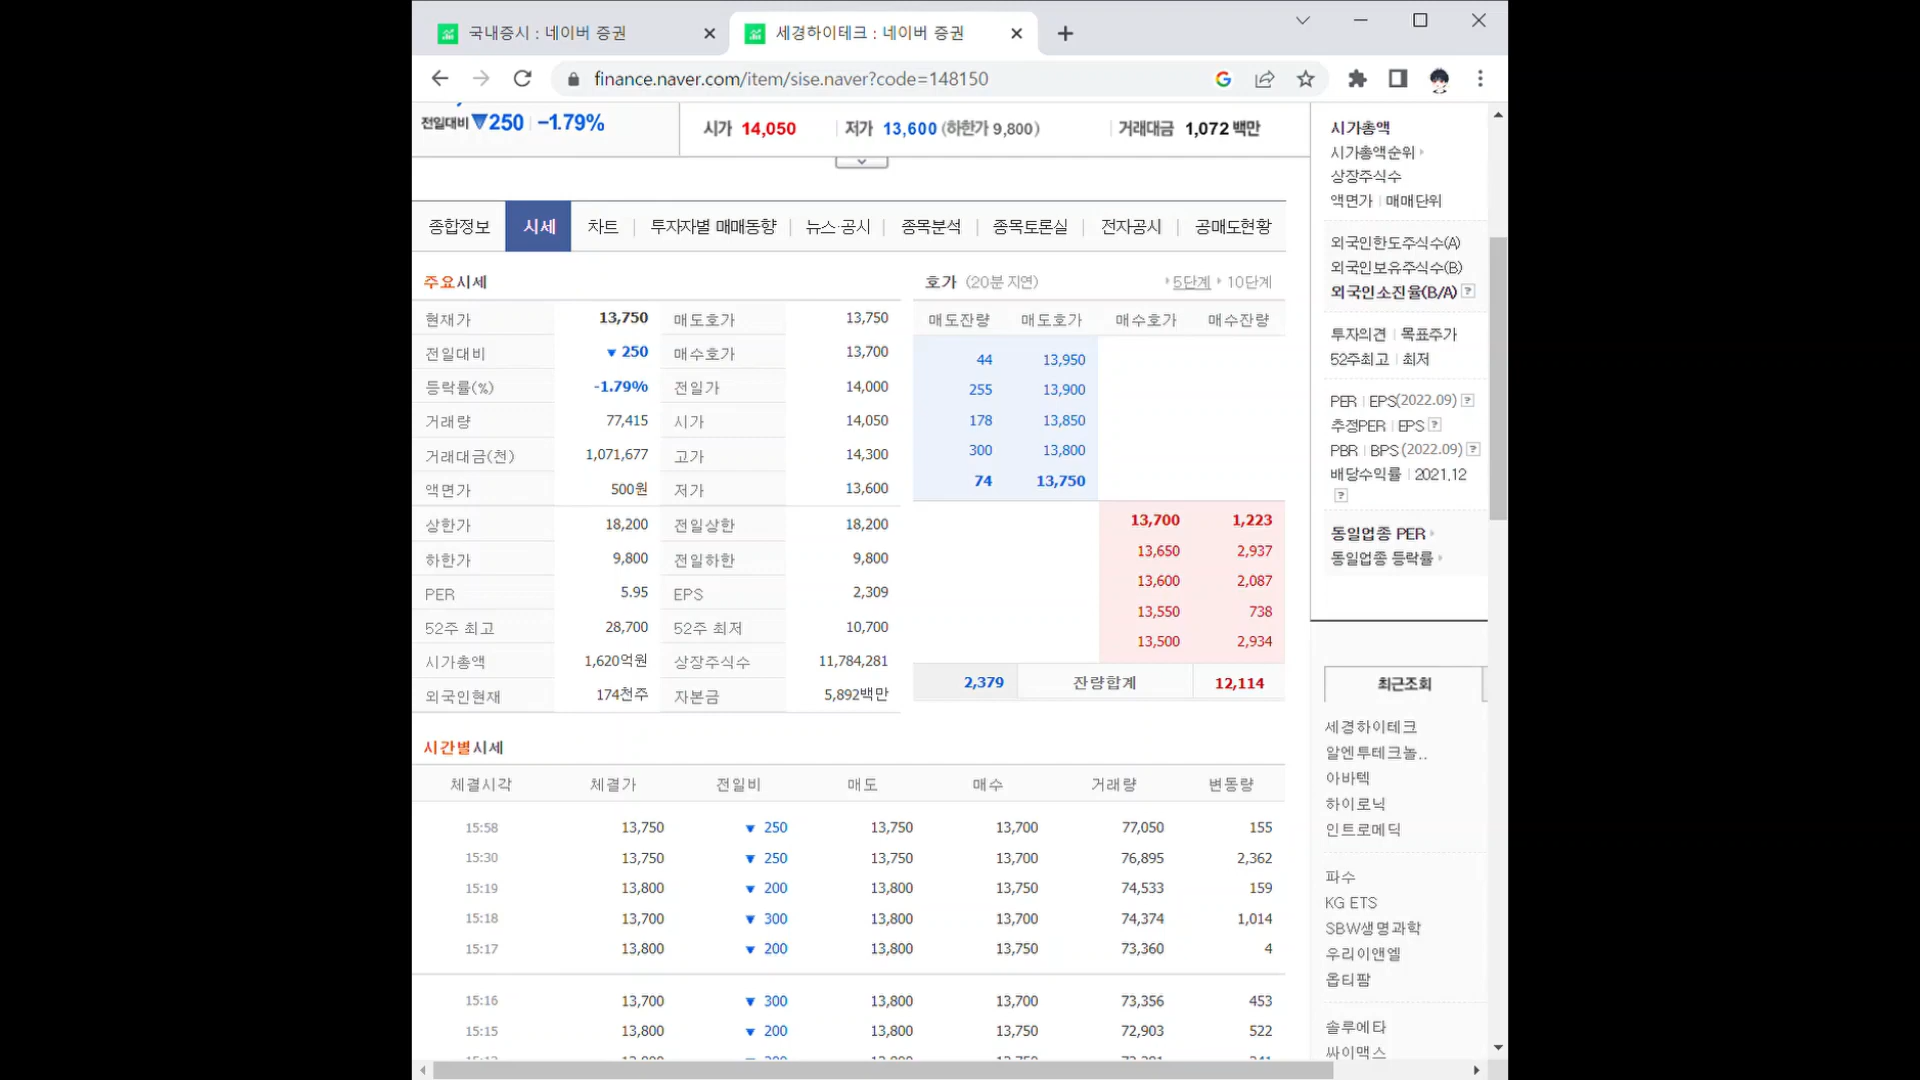 국내증시 : 네이버 증권
세경하이테크 : 네이버 증권
finance.naver.com/item/sise.naver?code=148150
전일대비 ▼250 -1.79%
시가 14,050 저가 13,600 (하한가 9,800) 거래대금 1,072 백만
종합정보 시세 차트 투자자별 매매동향 뉴스·공시 종목분석 종목토론실 전자공시 공매도현황
주요시세
현재가 13,750 매도호가 13,750
전일대비 ▼ 250 매수호가 13,700
등락률(%) -1.79% 전일가 14,000
거래량 77,415 시가 14,050
거래대금(천) 1,071,677 고가 14,300
액면가 500원 저가 13,600
상한가 18,200 전일상한 18,200
하한가 9,800 전일하한 9,800
PER 5.95 EPS 2,309
52주 최고 28,700 52주 최저 10,700
시가총액 1,620억원 상장주식수 11,784,281
외국인현재 174천주 자본금 5,892백만
호가 (20분 지연) 5단계 10단계
매도잔량 매도호가 매수호가 매수잔량
44 13,950
255 13,900
178 13,850
300 13,800
74 13,750
13,700 1,223
13,650 2,937
13,600 2,087
13,550 738
13,500 2,934
2,379 잔량합계 12,114
시간별시세
체결시각 체결가 전일비 매도 매수 거래량 변동량
15:58 13,750 ▼ 250 13,750 13,700 77,050 155
15:30 13,750 ▼ 250 13,750 13,700 76,895 2,362
15:19 13,800 ▼ 200 13,800 13,750 74,533 159
15:18 13,700 ▼ 300 13,800 13,700 74,374 1,014
15:17 13,800 ▼ 200 13,800 13,750 73,360 4
15:16 13,700 ▼ 300 13,800 13,700 73,356 453
15:15 13,800 ▼ 200 13,800 13,750 72,903 522
시가총액
시가총액순위
상장주식수
액면가 | 매매단위
외국인한도주식수(A)
외국인보유주식수(B)
외국인소진율(B/A) ?
투자의견 | 목표주가
52주최고 | 최저
PER | EPS(2022.09) ?
추정PER | EPS ?
PBR | BPS (2022.09) ?
배당수익률 | 2021.12
?
동일업종 PER
동일업종 등락률
최근조회
세경하이테크
알엔투테크놀..
아바텍
하이로닉
인트로메딕
파수
KG ETS
SBW생명과학
우리이앤엘
옵티팜
솔루에타
싸이맥스